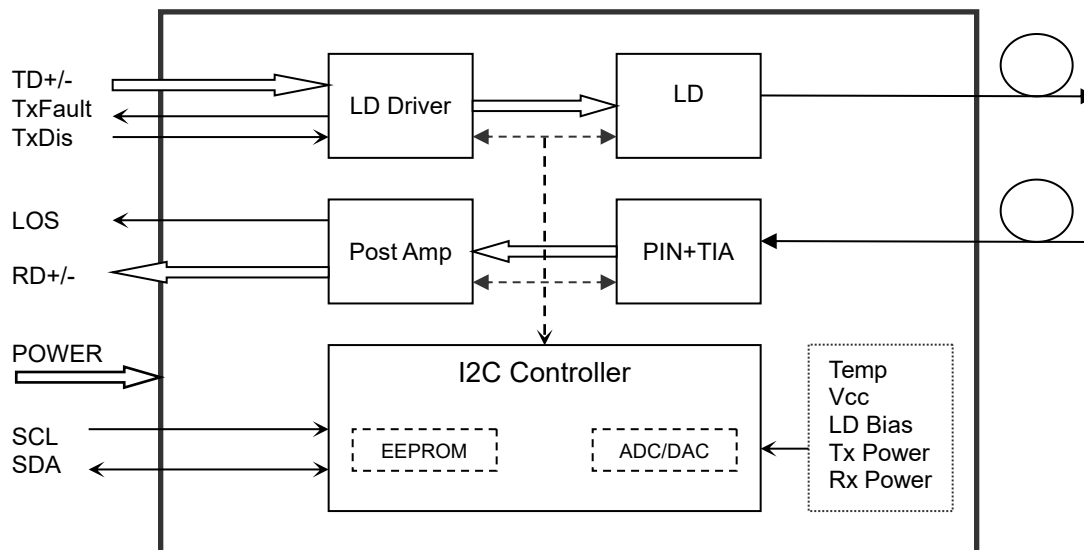 TD+/-
TxFault
TxDis
LD Driver
LD
LOS
RD+/-
Post Amp
PIN+TIA
POWER
SCL
SDA
I2C Controller
EEPROM
ADC/DAC
Temp
Vcc
LD Bias
Tx Power
Rx Power